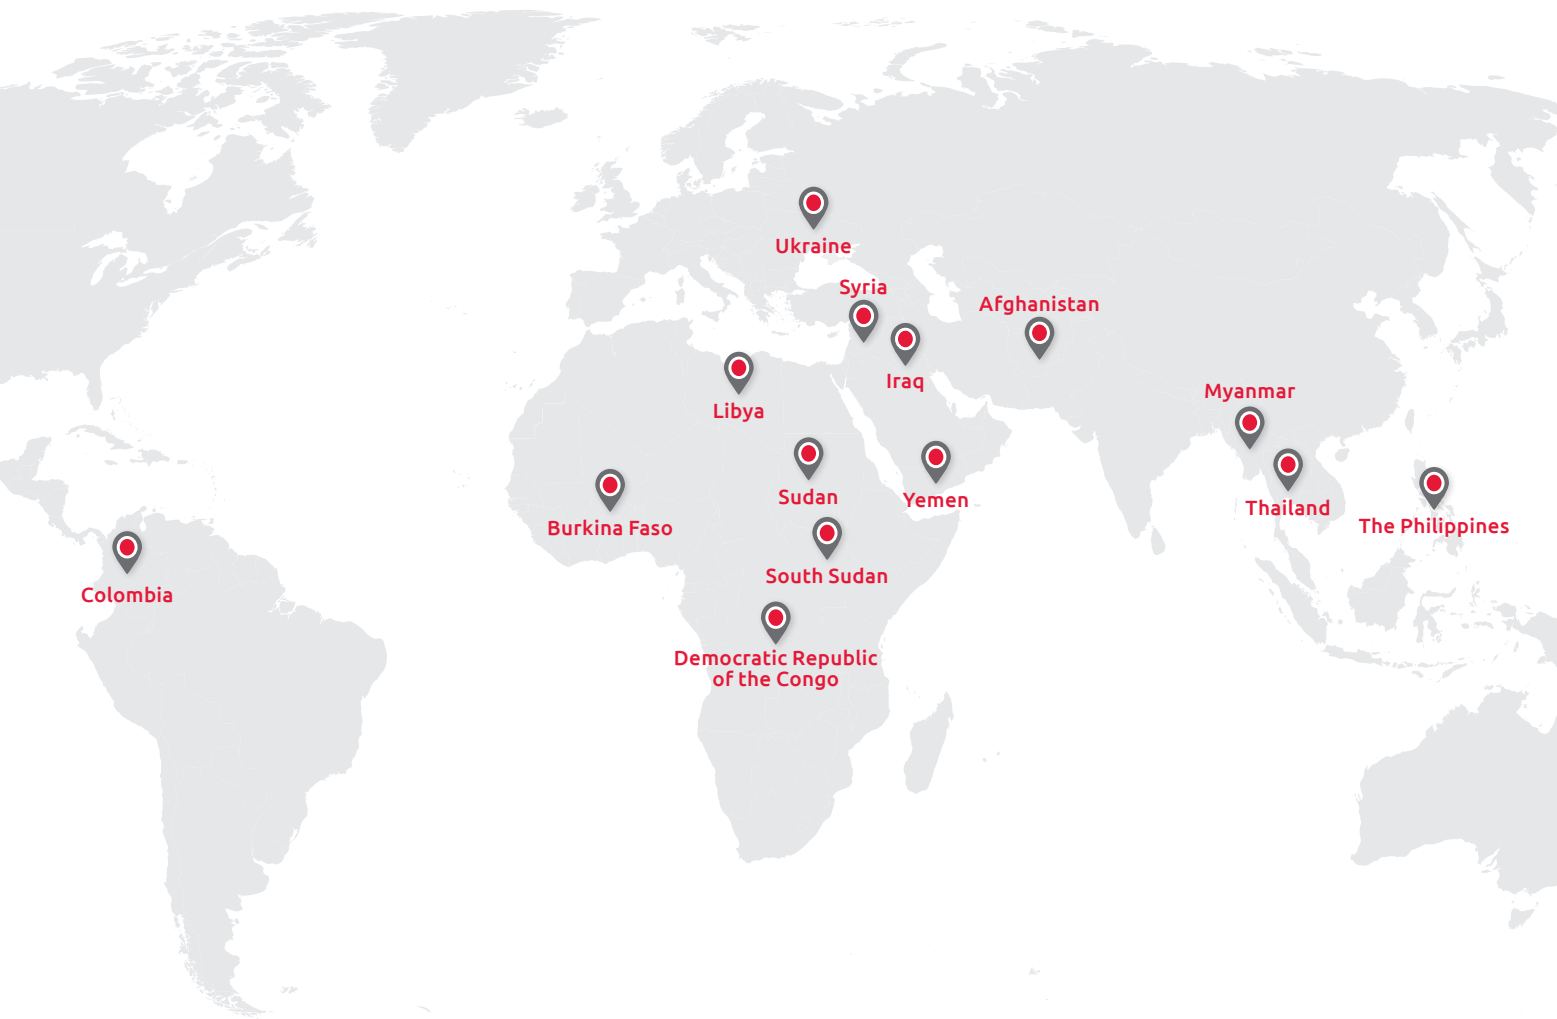 Ukraine
Syria
Afghanistan
Iraq
Myanmar
Libya
Sudan
Yemen
Thailand
Burkina Faso
The Philippines
South Sudan
Colombia
Democratic Republic
of the Congo